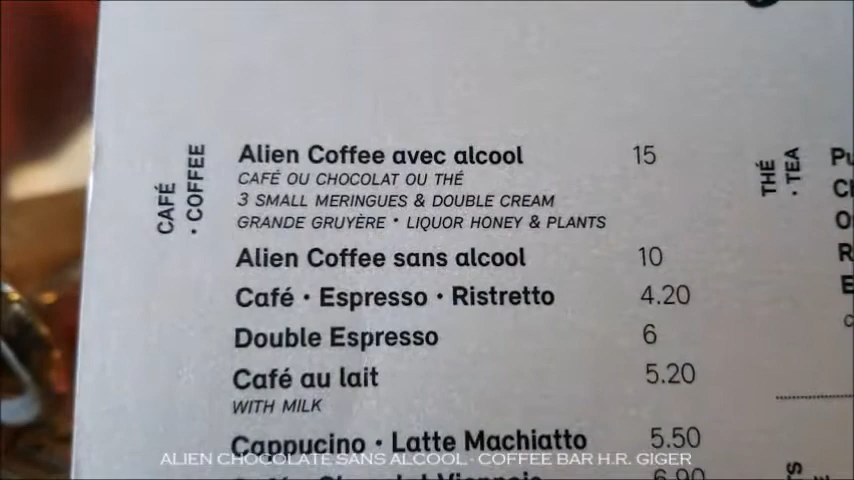 CAFÉ
• COFFEE
Alien Coffee avec alcool 15
CAFÉ OU CHOCOLAT OU THÉ
3 SMALL MERINGUES & DOUBLE CREAM
GRANDE GRUYÈRE • LIQUOR HONEY & PLANTS
Alien Coffee sans alcool 10
Café • Espresso • Ristretto 4.20
Double Espresso 6
Café au lait 5.20
WITH MILK
Cappucino • Latte Machiatto 5.50
6.90
THÉ
• TEA
ALIEN CHOCOLATE SANS ALCOOL - COFFEE BAR H.R. GIGER